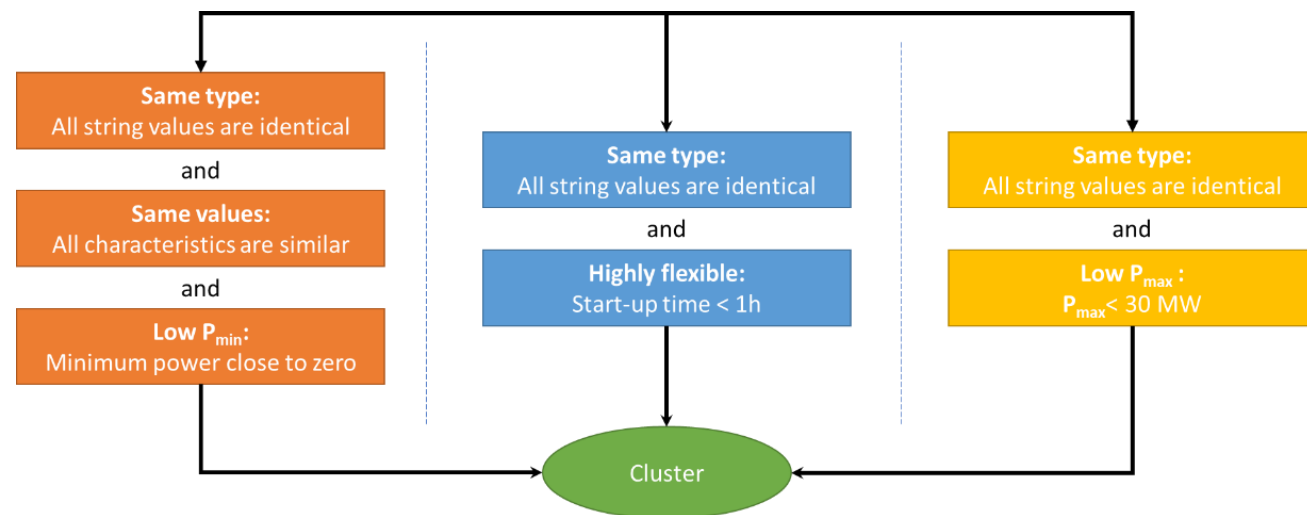 Same type:
All string values are identical
and
Same values:
All characteristics are similar
and
Low Pmin:
Minimum power close to zero
Same type:
All string values are identical
and
Highly flexible:
Start-up time < 1h
Same type:
All string values are identical
and
Low Pmax :
Pmax< 30 MW
Cluster